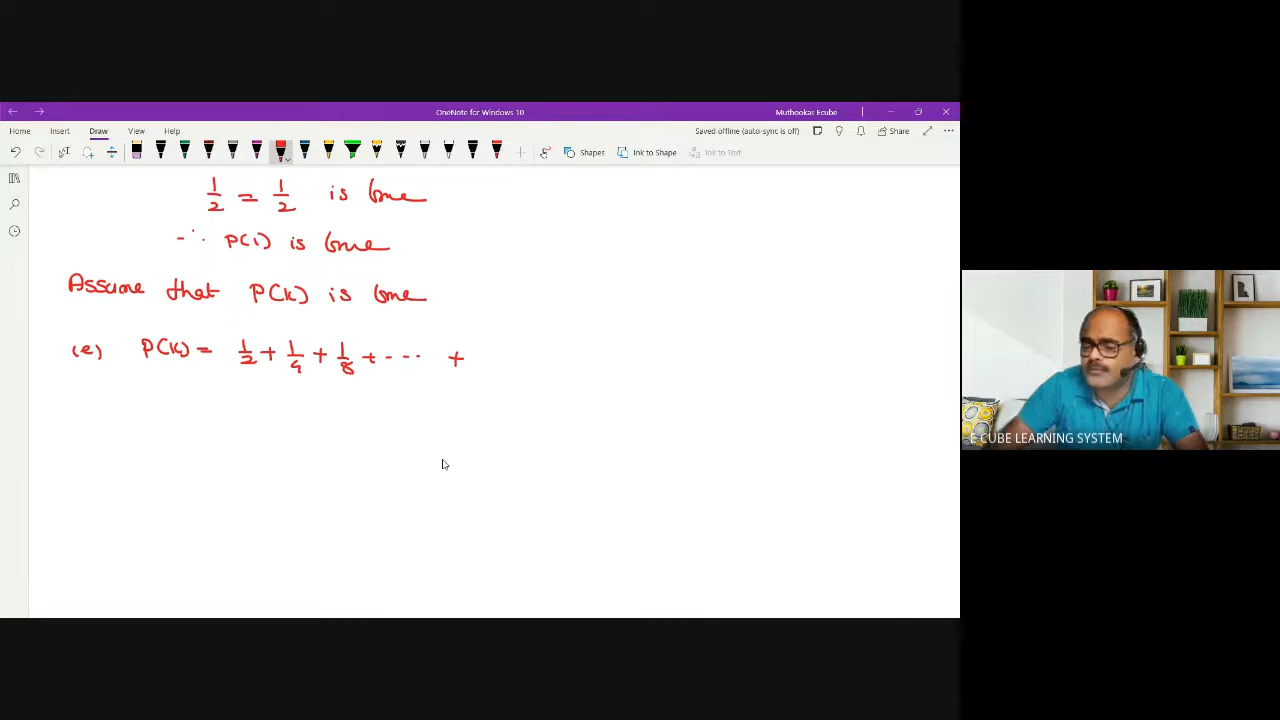 OneNote for Windows 10
Muthookas Ecube
Home Insert Draw View Help
Saved offline (auto-sync is off) Share
Shapes Ink to Shape Ink to Text
1/2 = 1/2 is true
∴ P(1) is true
Assume that P(k) is true
(e) P(k) = 1/2 + 1/4 + 1/8 + ... +
E CUBE LEARNING SYSTEM